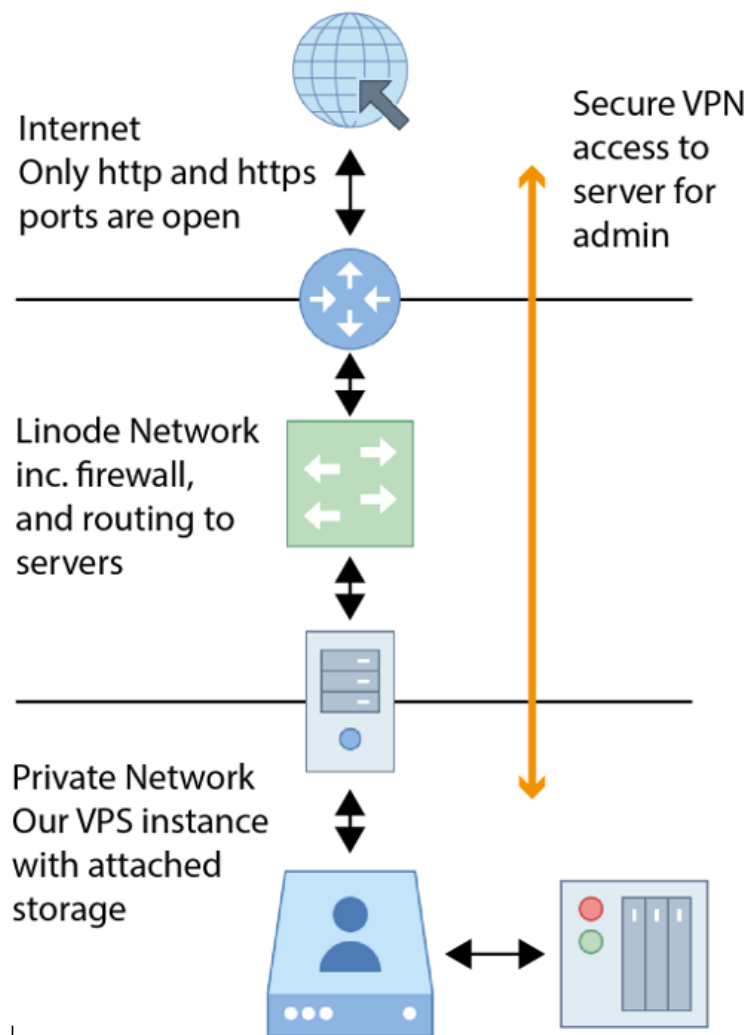 Internet
Only http and https
ports are open
Secure VPN
access to
server for
admin
Linode Network
inc. firewall,
and routing to
servers
Private Network
Our VPS instance
with attached
storage